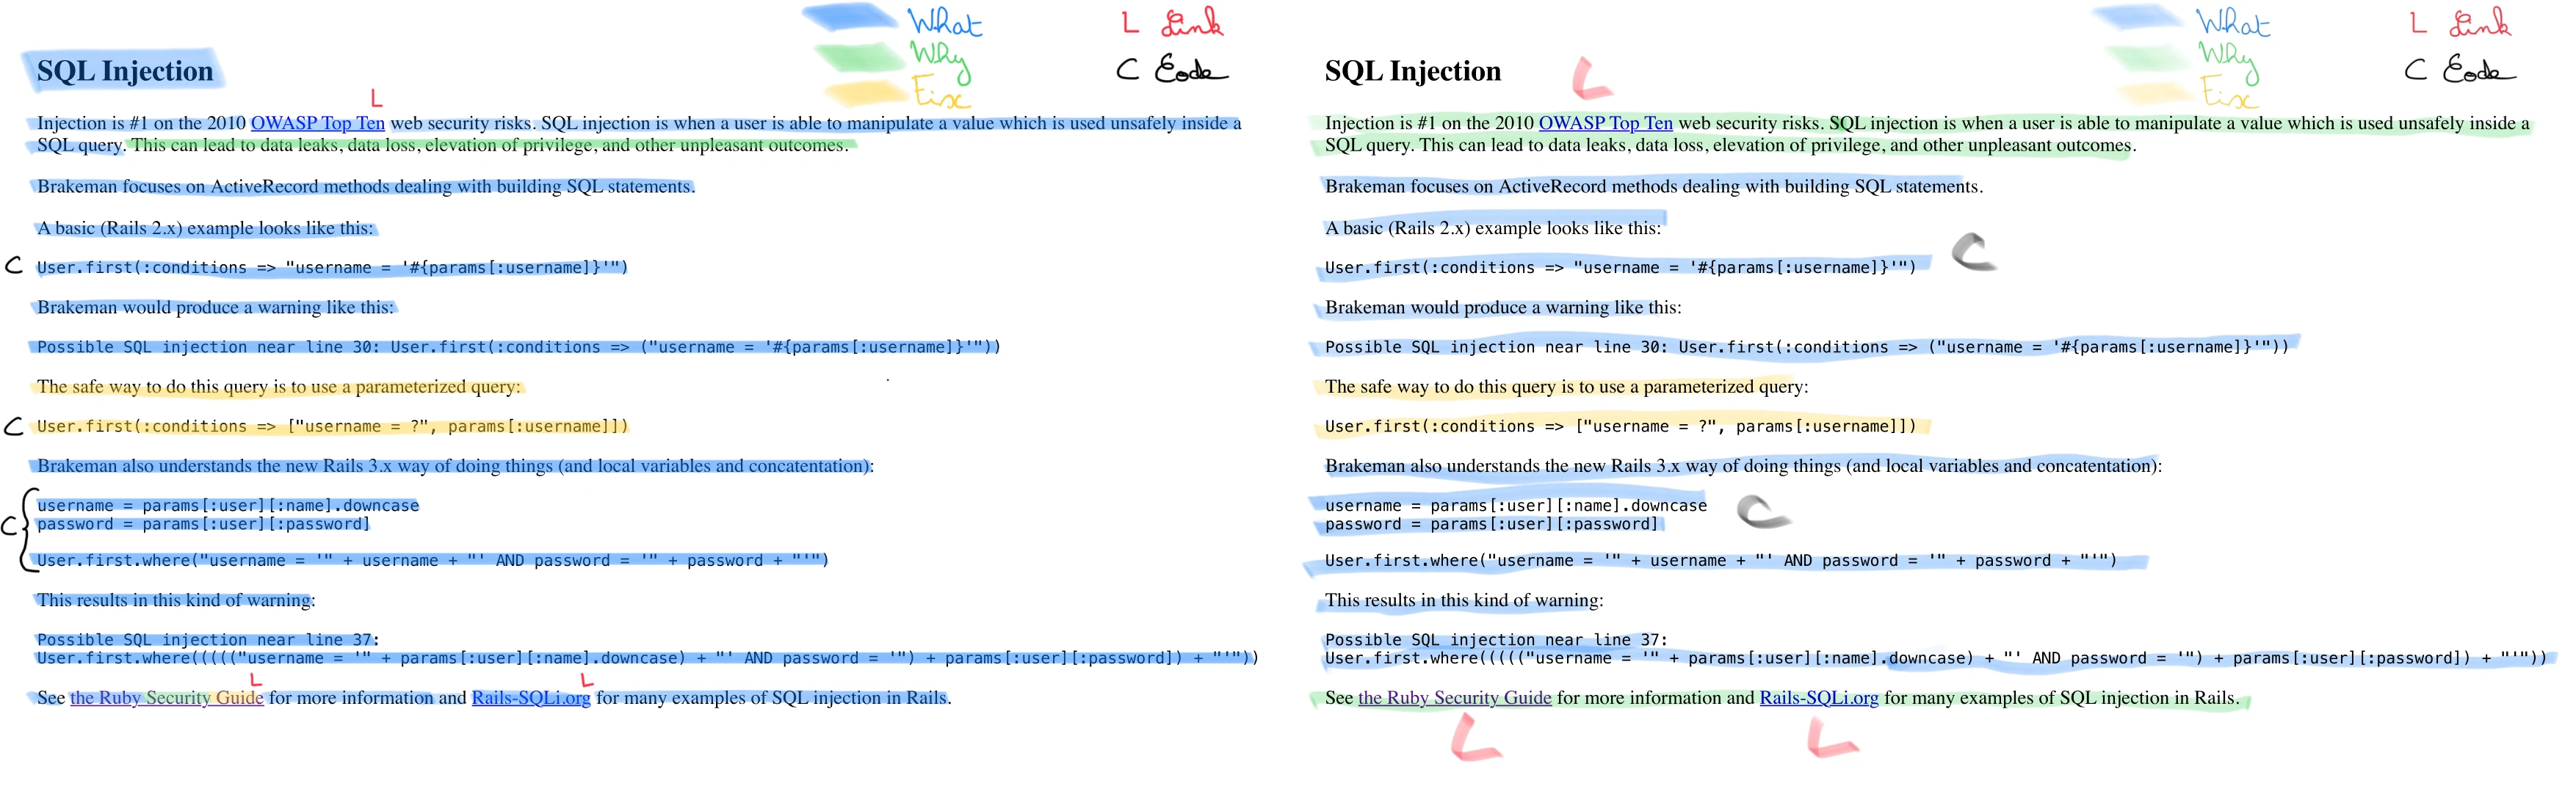 What
Why
Fix
L Link
C Code
SQL Injection
L
Injection is #1 on the 2010 OWASP Top Ten web security risks. SQL injection is when a user is able to manipulate a value which is used unsafely inside a
SQL query. This can lead to data leaks, data loss, elevation of privilege, and other unpleasant outcomes.
Brakeman focuses on ActiveRecord methods dealing with building SQL statements.
A basic (Rails 2.x) example looks like this:
C User.first(:conditions => "username = '#{params[:username]}'")
Brakeman would produce a warning like this:
Possible SQL injection near line 30: User.first(:conditions => ("username = '#{params[:username]}'"))
The safe way to do this query is to use a parameterized query:
C User.first(:conditions => ["username = ?", params[:username]])
Brakeman also understands the new Rails 3.x way of doing things (and local variables and concatentation):
username = params[:user][:name].downcase
C password = params[:user][:password]
User.first.where("username = '" + username + "' AND password = '" + password + "'")
This results in this kind of warning:
Possible SQL injection near line 37:
User.first.where((((("username = '" + params[:user][:name].downcase) + "' AND password = '") + params[:user][:password]) + "'"))
L L
See the Ruby Security Guide for more information and Rails-SQLi.org for many examples of SQL injection in Rails.
What
Why
Fix
L Link
C Code
SQL Injection
L
Injection is #1 on the 2010 OWASP Top Ten web security risks. SQL injection is when a user is able to manipulate a value which is used unsafely inside a
SQL query. This can lead to data leaks, data loss, elevation of privilege, and other unpleasant outcomes.
Brakeman focuses on ActiveRecord methods dealing with building SQL statements.
A basic (Rails 2.x) example looks like this:
User.first(:conditions => "username = '#{params[:username]}'") C
Brakeman would produce a warning like this:
Possible SQL injection near line 30: User.first(:conditions => ("username = '#{params[:username]}'"))
The safe way to do this query is to use a parameterized query:
User.first(:conditions => ["username = ?", params[:username]])
Brakeman also understands the new Rails 3.x way of doing things (and local variables and concatentation):
username = params[:user][:name].downcase C
password = params[:user][:password]
User.first.where("username = '" + username + "' AND password = '" + password + "'")
This results in this kind of warning:
Possible SQL injection near line 37:
User.first.where((((("username = '" + params[:user][:name].downcase) + "' AND password = '") + params[:user][:password]) + "'"))
See the Ruby Security Guide for more information and Rails-SQLi.org for many examples of SQL injection in Rails.
L L